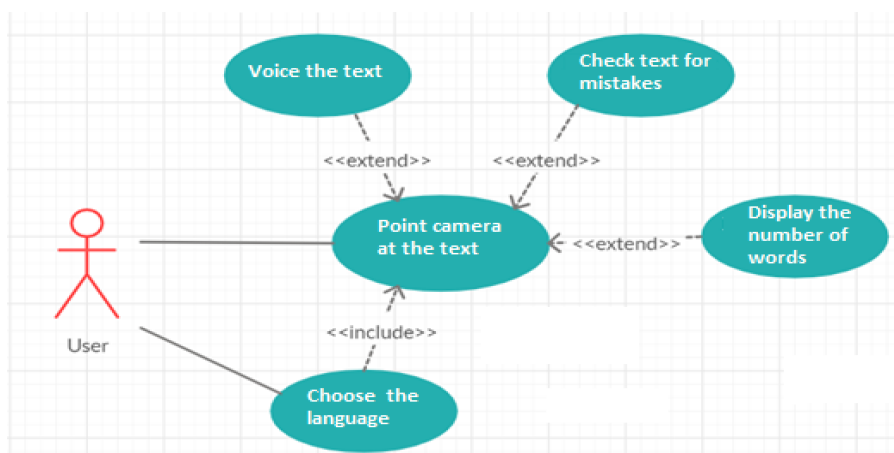 Voice the text
Check text for
mistakes
<<extend>>
<<extend>>
Point camera
at the text
<<extend>>
Display the
number of
words
User
<<include>>
Choose the
language